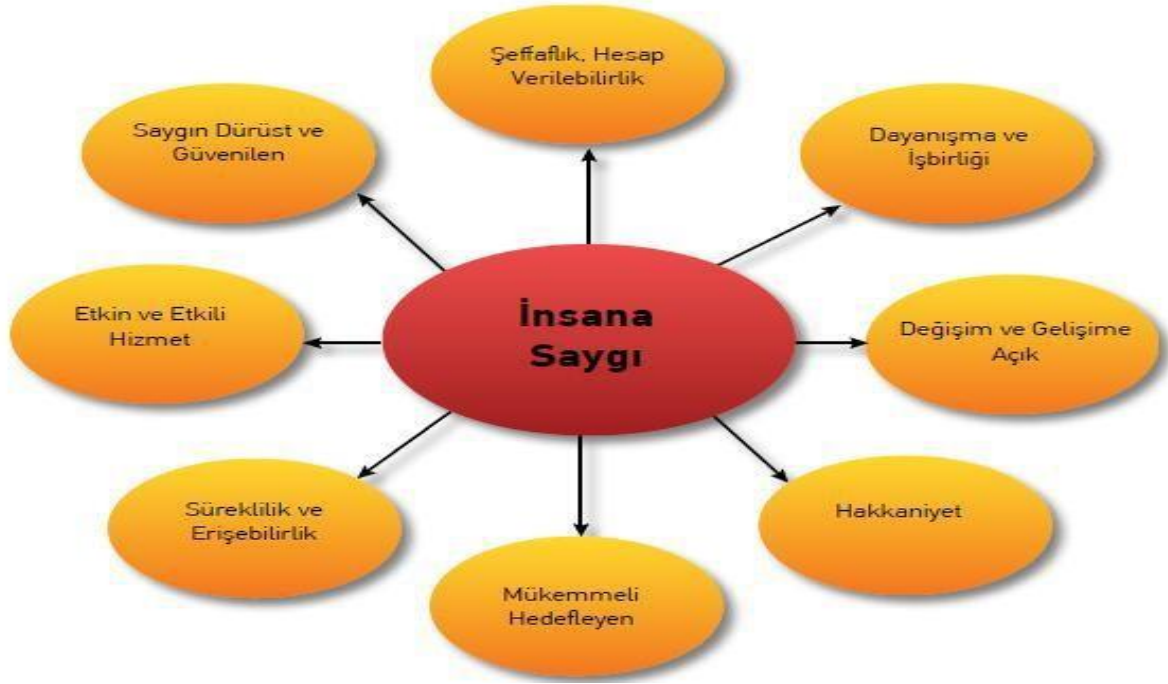 Şeffaflık, Hesap
Verilebilirlik
Saygın Dürüst ve
Güvenilen
Dayanışma ve
İşbirliği
İnsana
Saygı
Etkin ve Etkili
Hizmet
Değişim ve Gelişime
Açık
Süreklilik ve
Erişebilirlik
Hakkaniyet
Mükemmeli
Hedefleyen